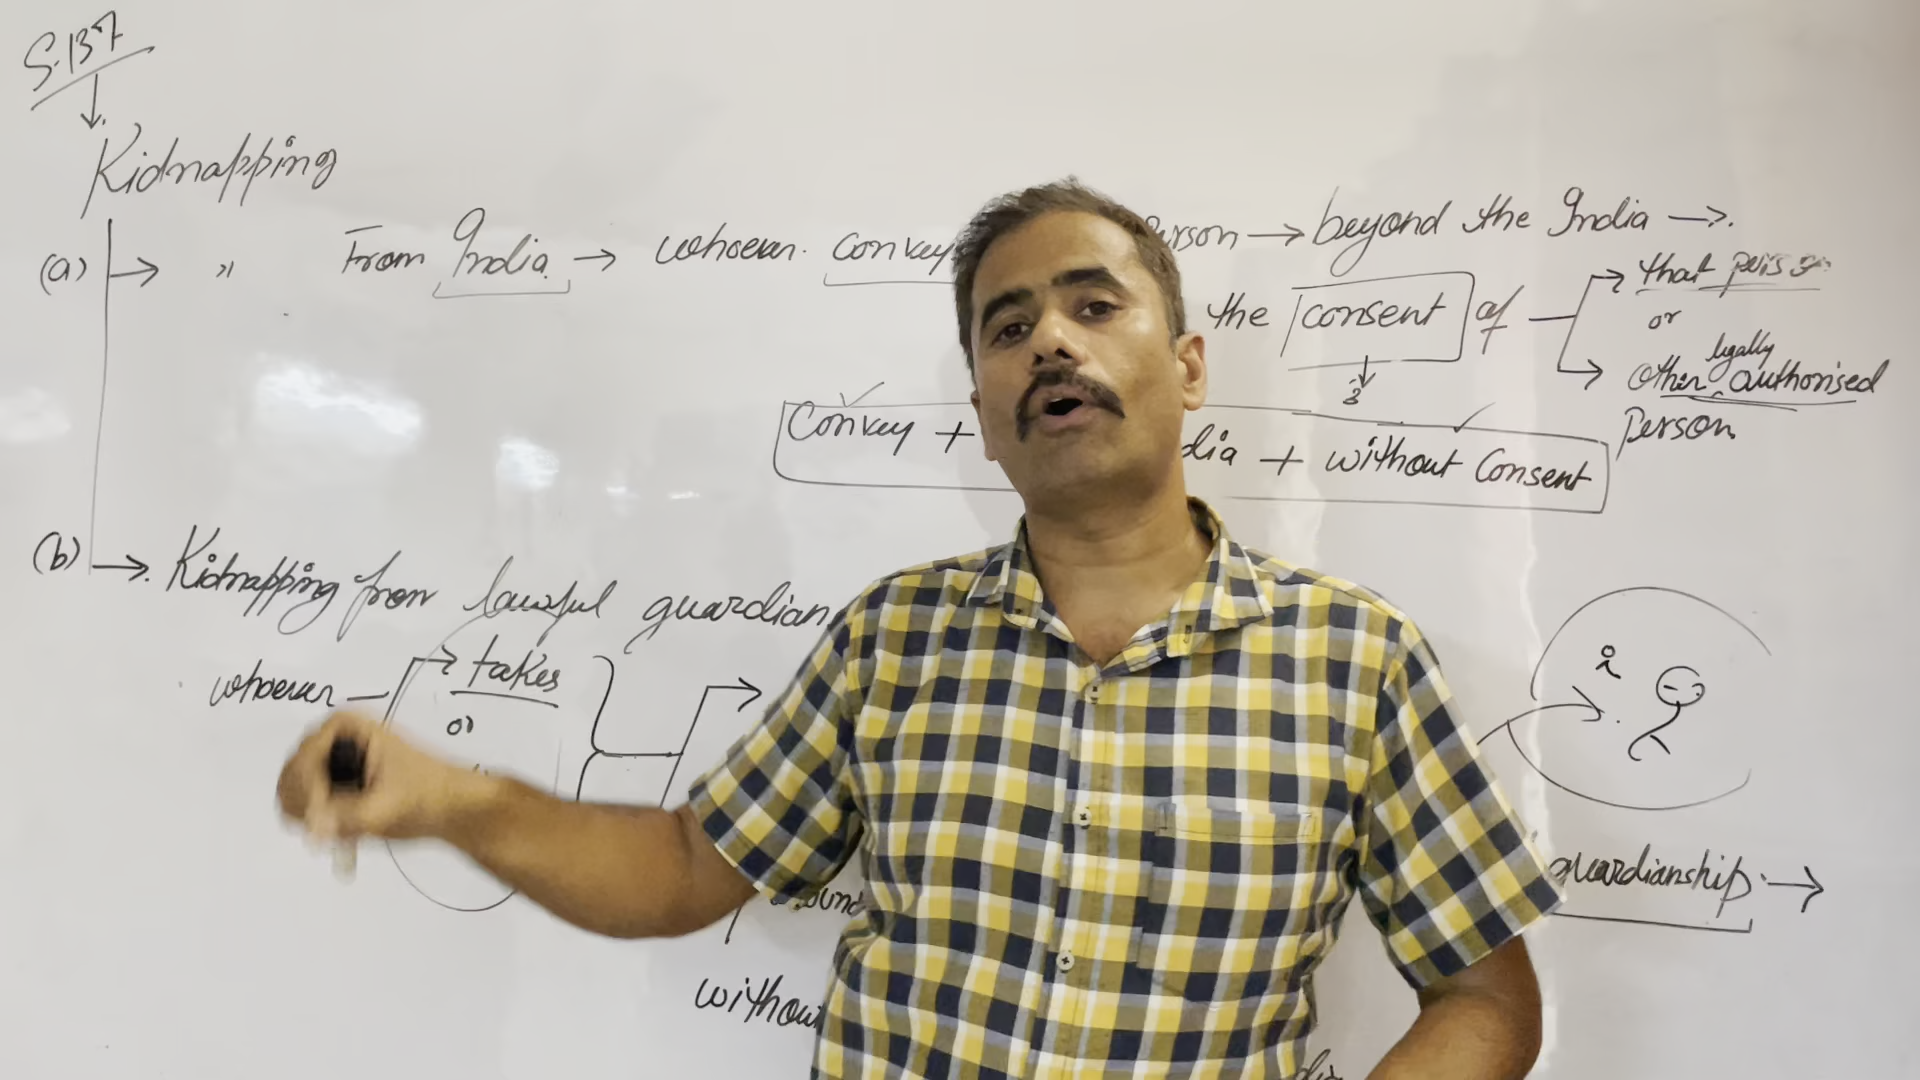 S.137
Kidnapping
(a) → 〃 From India → whoever convey
Person → beyond the India →
the consent of
that person
or
legally
other authorised
Person
Convey +
dia + without Consent
(b) → Kidnapping from lawful guardian
whoever
takes
or
guardianship →